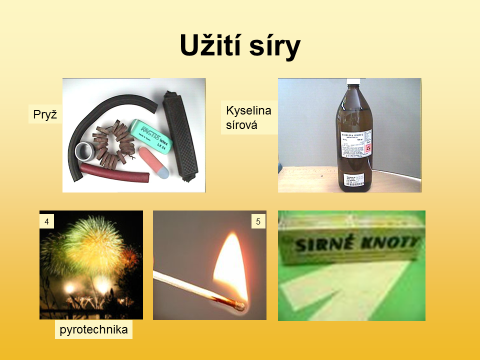 Užití síry
Pryž
Kyselina
sírová
4
5
SIRNÉ KNOTY
pyrotechnika